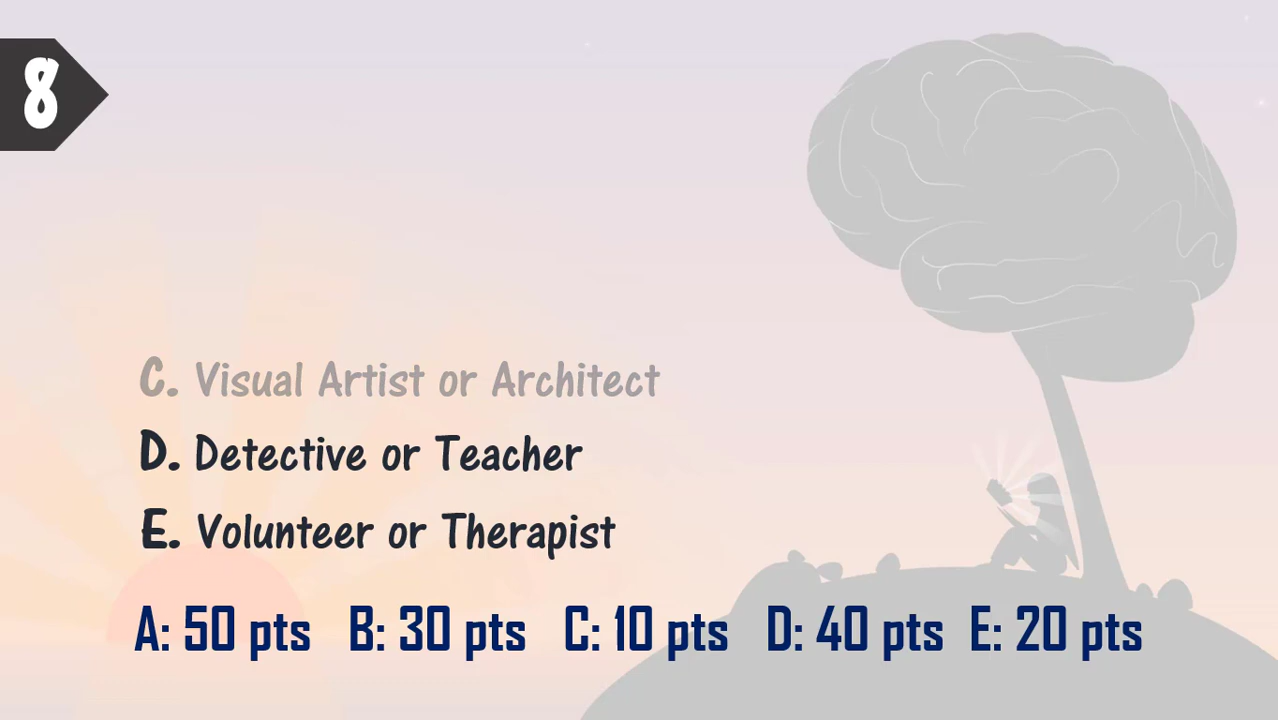 8
C. Visual Artist or Architect
D. Detective or Teacher
E. Volunteer or Therapist
A: 50 pts B: 30 pts C: 10 pts D: 40 pts E: 20 pts